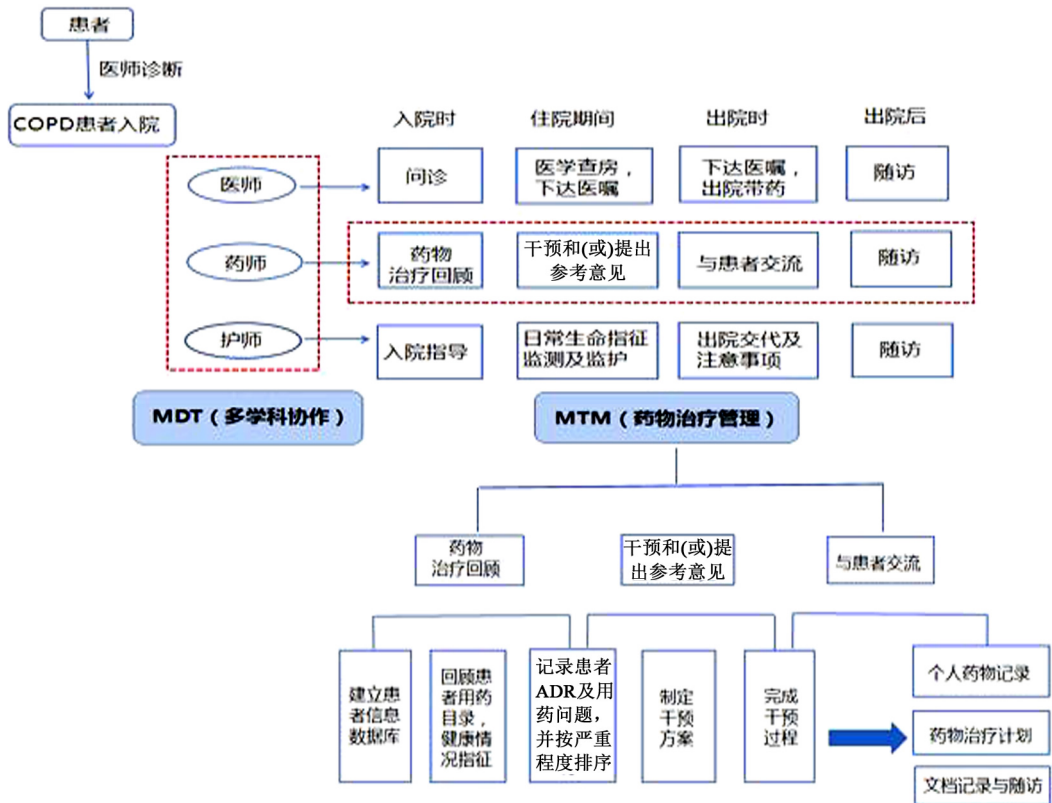 患者
医师诊断
COPD患者入院
入院时
住院期间
出院时
出院后
医师
问诊
医学查房，
下达医嘱
下达医嘱，
出院带药
随访
药师
药物
治疗回顾
干预和(或)提出
参考意见
与患者交流
随访
护师
入院指导
日常生命指征
监测及监护
出院交代及
注意事项
随访
MDT（多学科协作）
MTM（药物治疗管理）
药物
治疗回顾
干预和(或)提
出参考意见
与患者交流
建立患
者信息
数据库
回顾患
者用药
目录，
健康情
况指征
记录患者
ADR及用
药问题，
并按严重
程度排序
制定
干预
方案
完成
干预
过程
个人药物记录
药物治疗计划
文档记录与随访